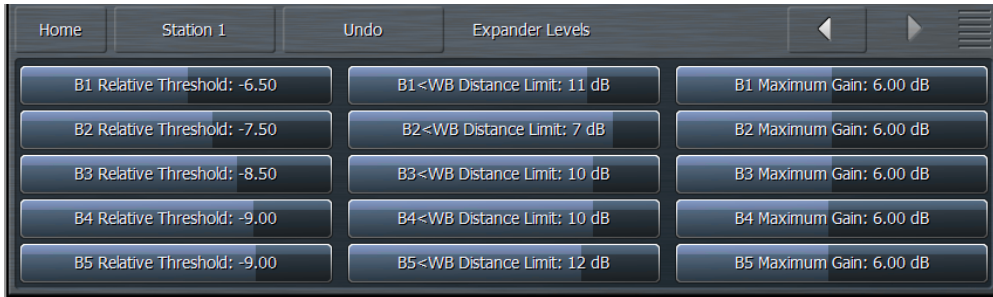 Home Station 1 Undo Expander Levels
B1 Relative Threshold: -6.50 B1<WB Distance Limit: 11 dB B1 Maximum Gain: 6.00 dB
B2 Relative Threshold: -7.50 B2<WB Distance Limit: 7 dB B2 Maximum Gain: 6.00 dB
B3 Relative Threshold: -8.50 B3<WB Distance Limit: 10 dB B3 Maximum Gain: 6.00 dB
B4 Relative Threshold: -9.00 B4<WB Distance Limit: 10 dB B4 Maximum Gain: 6.00 dB
B5 Relative Threshold: -9.00 B5<WB Distance Limit: 12 dB B5 Maximum Gain: 6.00 dB